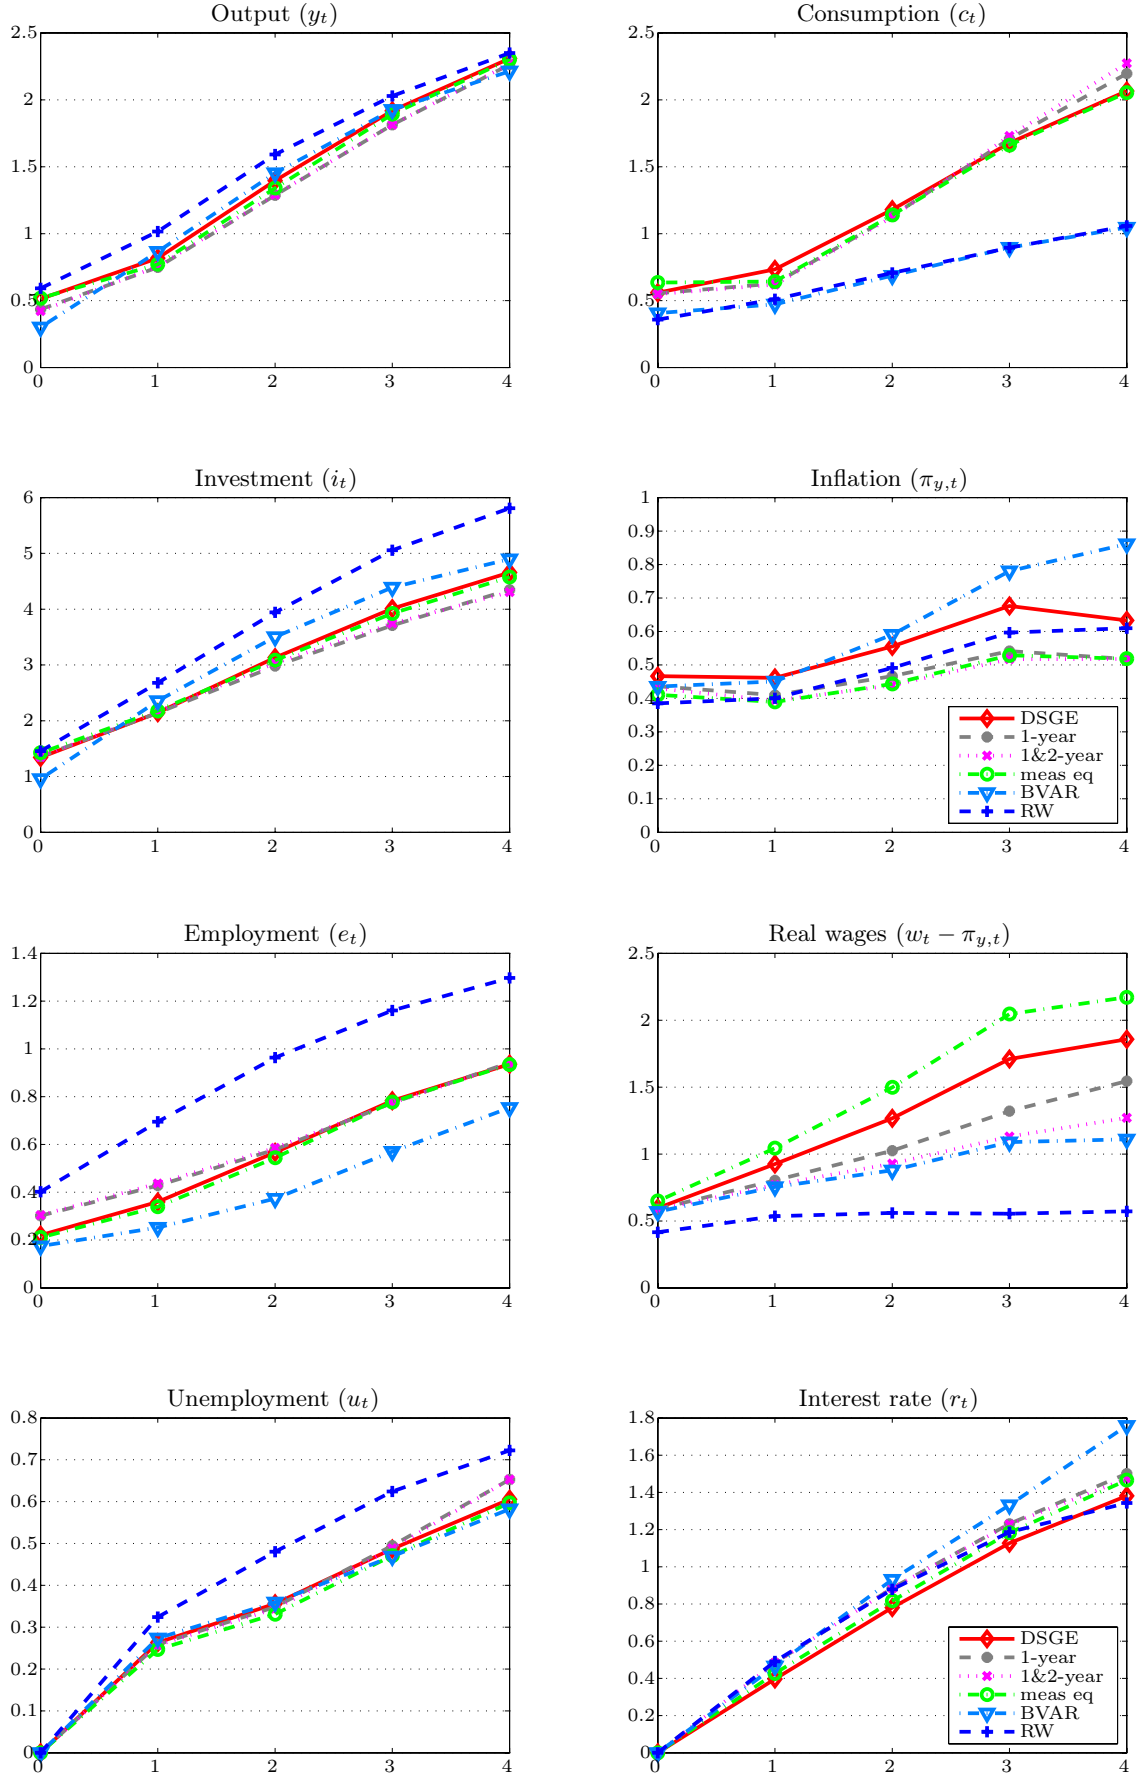 Output (y_t)
2.5
2
1.5
1
0.5
0
0 1 2 3 4
Consumption (c_t)
2.5
2
1.5
1
0.5
0
0 1 2 3 4
Investment (i_t)
6
5
4
3
2
1
0
0 1 2 3 4
Inflation (π_{y,t})
1
0.9
0.8
0.7
0.6
0.5
0.4
0.3
0.2
0.1
0
0 1 2 3 4
DSGE
1-year
1&2-year
meas eq
BVAR
RW
Employment (e_t)
1.4
1.2
1
0.8
0.6
0.4
0.2
0
0 1 2 3 4
Real wages (w_t − π_{y,t})
2.5
2
1.5
1
0.5
0
0 1 2 3 4
Unemployment (u_t)
0.8
0.7
0.6
0.5
0.4
0.3
0.2
0.1
0
0 1 2 3 4
Interest rate (r_t)
1.8
1.6
1.4
1.2
1
0.8
0.6
0.4
0.2
0
0 1 2 3 4
DSGE
1-year
1&2-year
meas eq
BVAR
RW